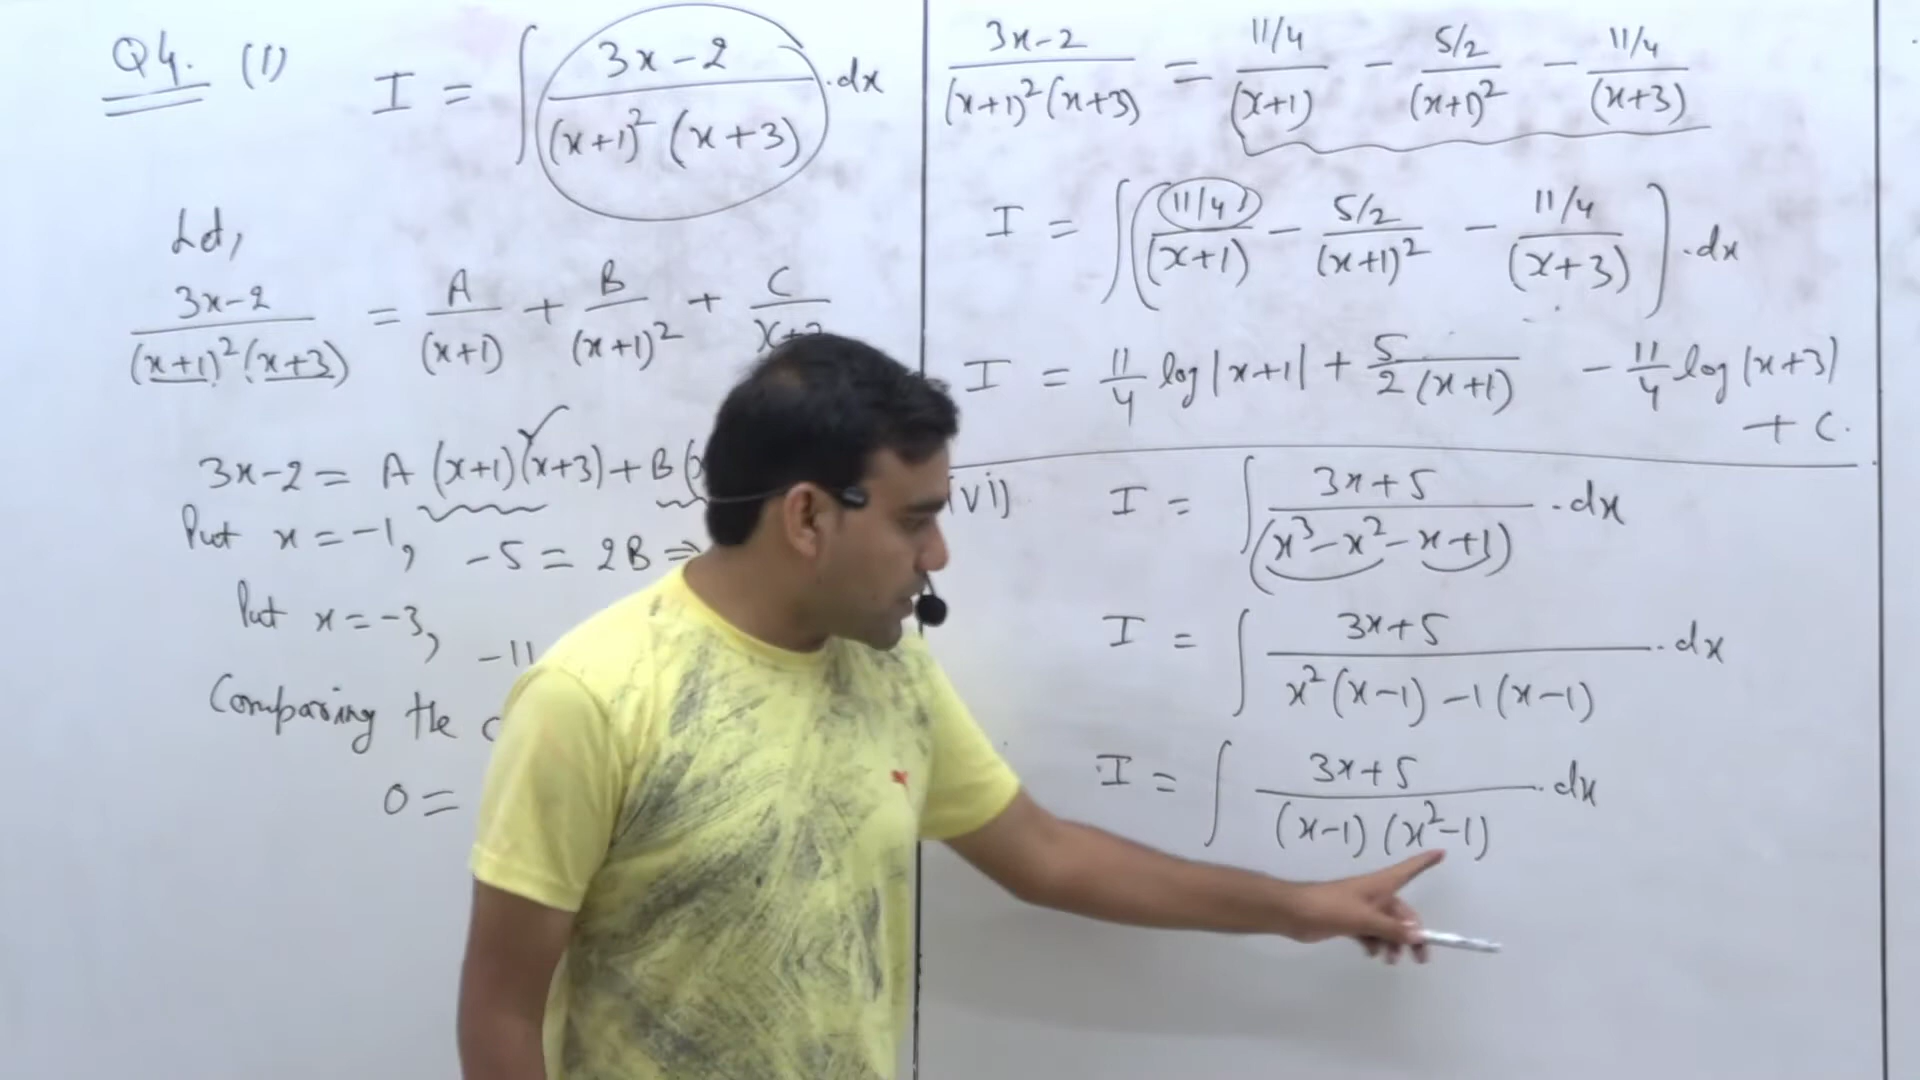 Q4. (1) I = ∫ 3x-2 / (x+1)² (x+3) .dx
Let,
3x-2 / (x+1)² (x+3) = A / (x+1) + B / (x+1)² + C / x+3
3x-2 = A (x+1)(x+3) + B (x
Put x = -1, -5 = 2B ⇒
Put x = -3, -11
Comparing the c
0 =
3x-2 / (x+1)² (x+3) = 11/4 / (x+1) - 5/2 / (x+1)² - 11/4 / (x+3)
I = ∫ ( 11/4 / (x+1) - 5/2 / (x+1)² - 11/4 / (x+3) ) .dx
I = 11/4 log|x+1| + 5 / 2(x+1) - 11/4 log|x+3|
+ C.
(vi) I = ∫ 3x+5 / (x³-x²-x+1) .dx
I = ∫ 3x+5 / x²(x-1) -1(x-1) .dx
I = ∫ 3x+5 / (x-1) (x²-1) .dx